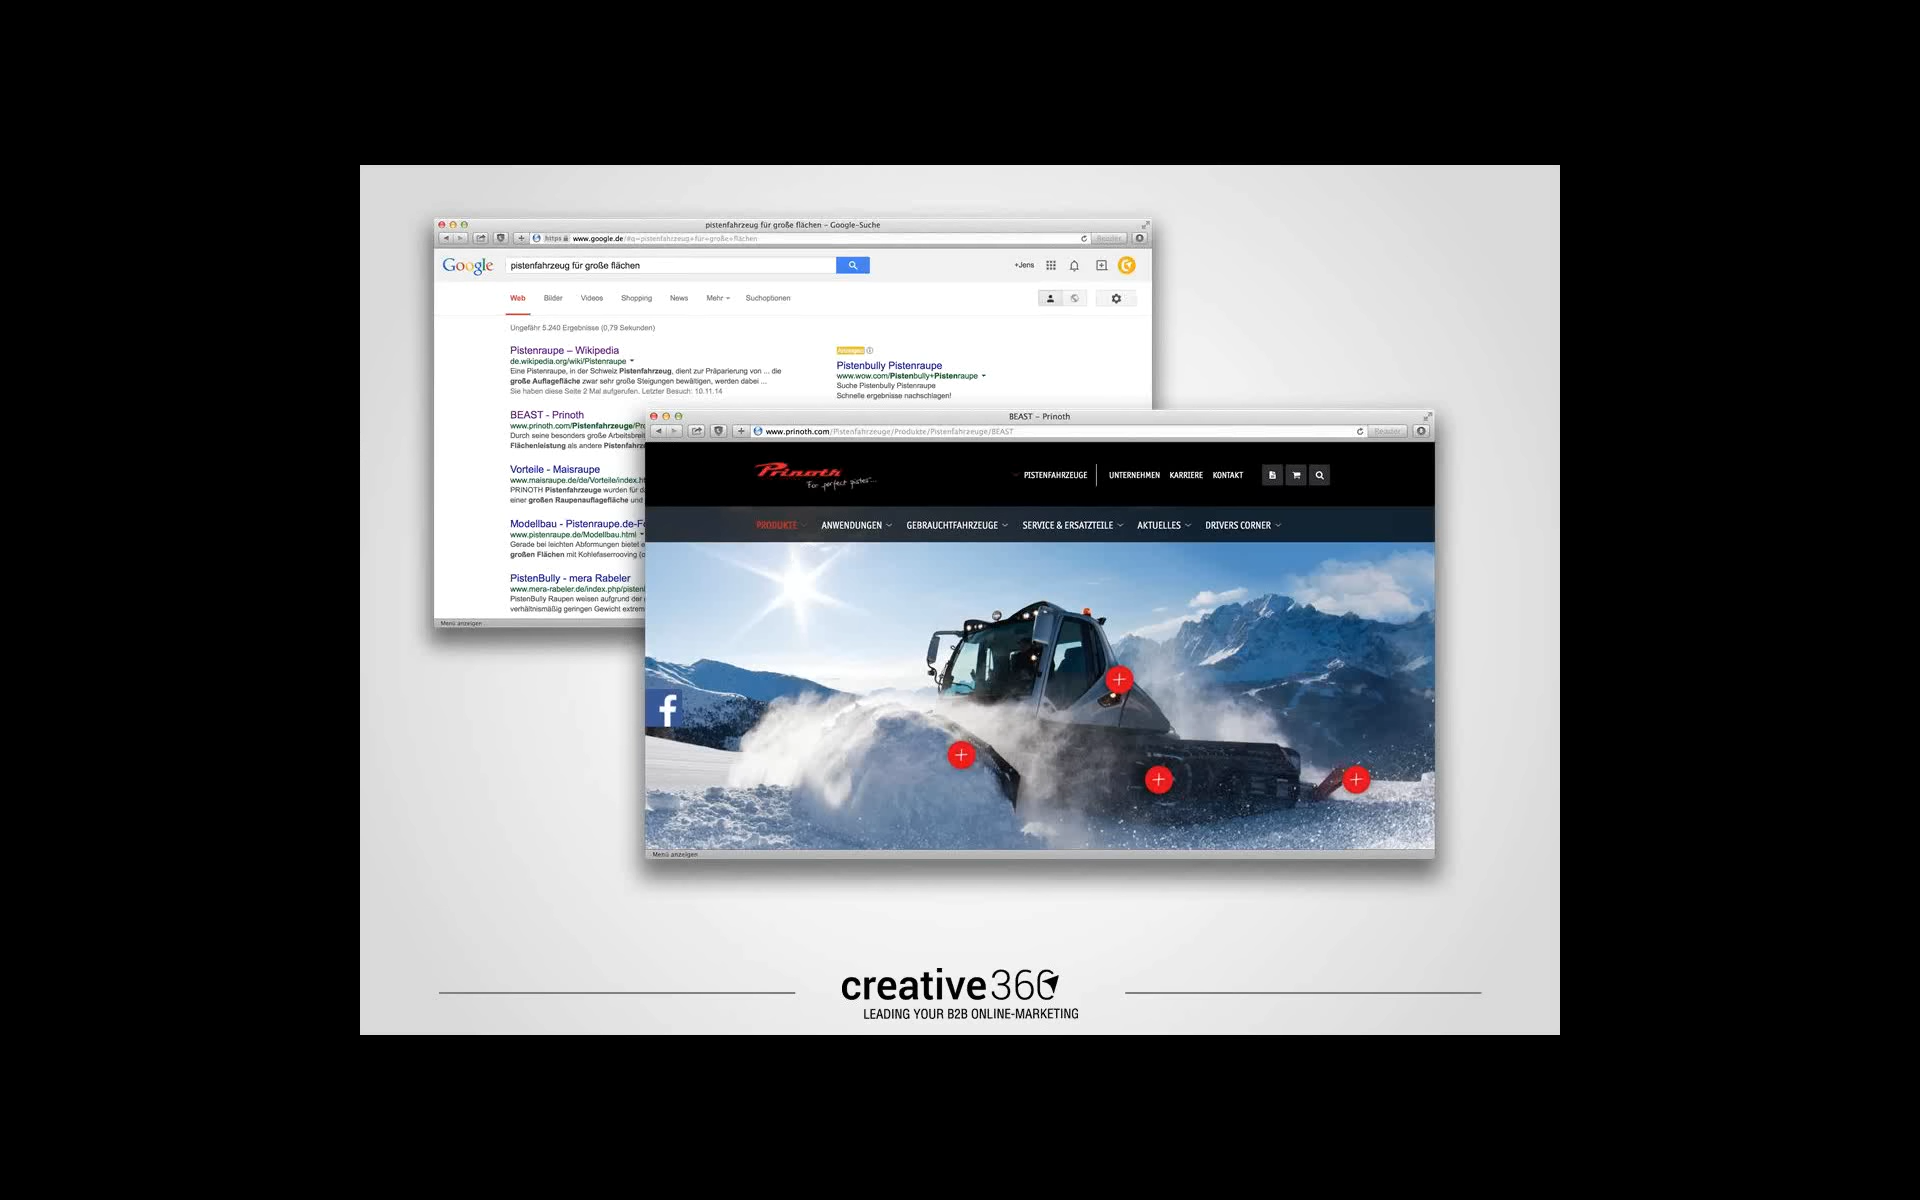 pistenfahrzeug für große flächen – Google-Suche
https www.google.de/#q=pistenfahrzeug+für+große+flächen
Reader
Google
pistenfahrzeug für große flächen
+Jens
Web Bilder Videos Shopping News Mehr Suchoptionen
Ungefähr 5.240 Ergebnisse (0,79 Sekunden)
Pistenraupe – Wikipedia
de.wikipedia.org/wiki/Pistenraupe
Eine Pistenraupe, in der Schweiz Pistenfahrzeug, dient zur Präparierung von ... die
große Auflagefläche zwar sehr große Steigungen bewältigen, werden dabei ...
Sie haben diese Seite 2 Mal aufgerufen. Letzter Besuch: 10.11.14
Anzeigen
Pistenbully Pistenraupe
www.wow.com/Pistenbully+Pistenraupe
Suche Pistenbully Pistenraupe
Schnelle ergebnisse nachschlagen!
BEAST - Prinoth
www.prinoth.com/Pistenfahrzeuge/Pro
Durch seine besonders große Arbeitsbreit
Flächenleistung als andere Pistenfahrze
Vorteile - Maisraupe
www.maisraupe.de/de/Vorteile/index.ht
PRINOTH Pistenfahrzeuge wurden für d
einer großen Raupenauflagefläche und
Modellbau - Pistenraupe.de-Fo
www.pistenraupe.de/Modellbau.html
Gerade bei leichten Abformungen bietet e
großen Flächen mit Kohlefaserrooving (o
PistenBully - mera Rabeler
www.mera-rabeler.de/index.php/pisten
PistenBully Raupen weisen aufgrund der
verhältnismäßig geringen Gewicht extrem
Menü anzeigen
BEAST – Prinoth
www.prinoth.com/Pistenfahrzeuge/Produkte/Pistenfahrzeuge/BEAST
Reader
Prinoth
For perfect pistes...
PISTENFAHRZEUGE UNTERNEHMEN KARRIERE KONTAKT
PRODUKTE ANWENDUNGEN GEBRAUCHTFAHRZEUGE SERVICE & ERSATZTEILE AKTUELLES DRIVERS CORNER
f
Menü anzeigen
creative360
LEADING YOUR B2B ONLINE-MARKETING